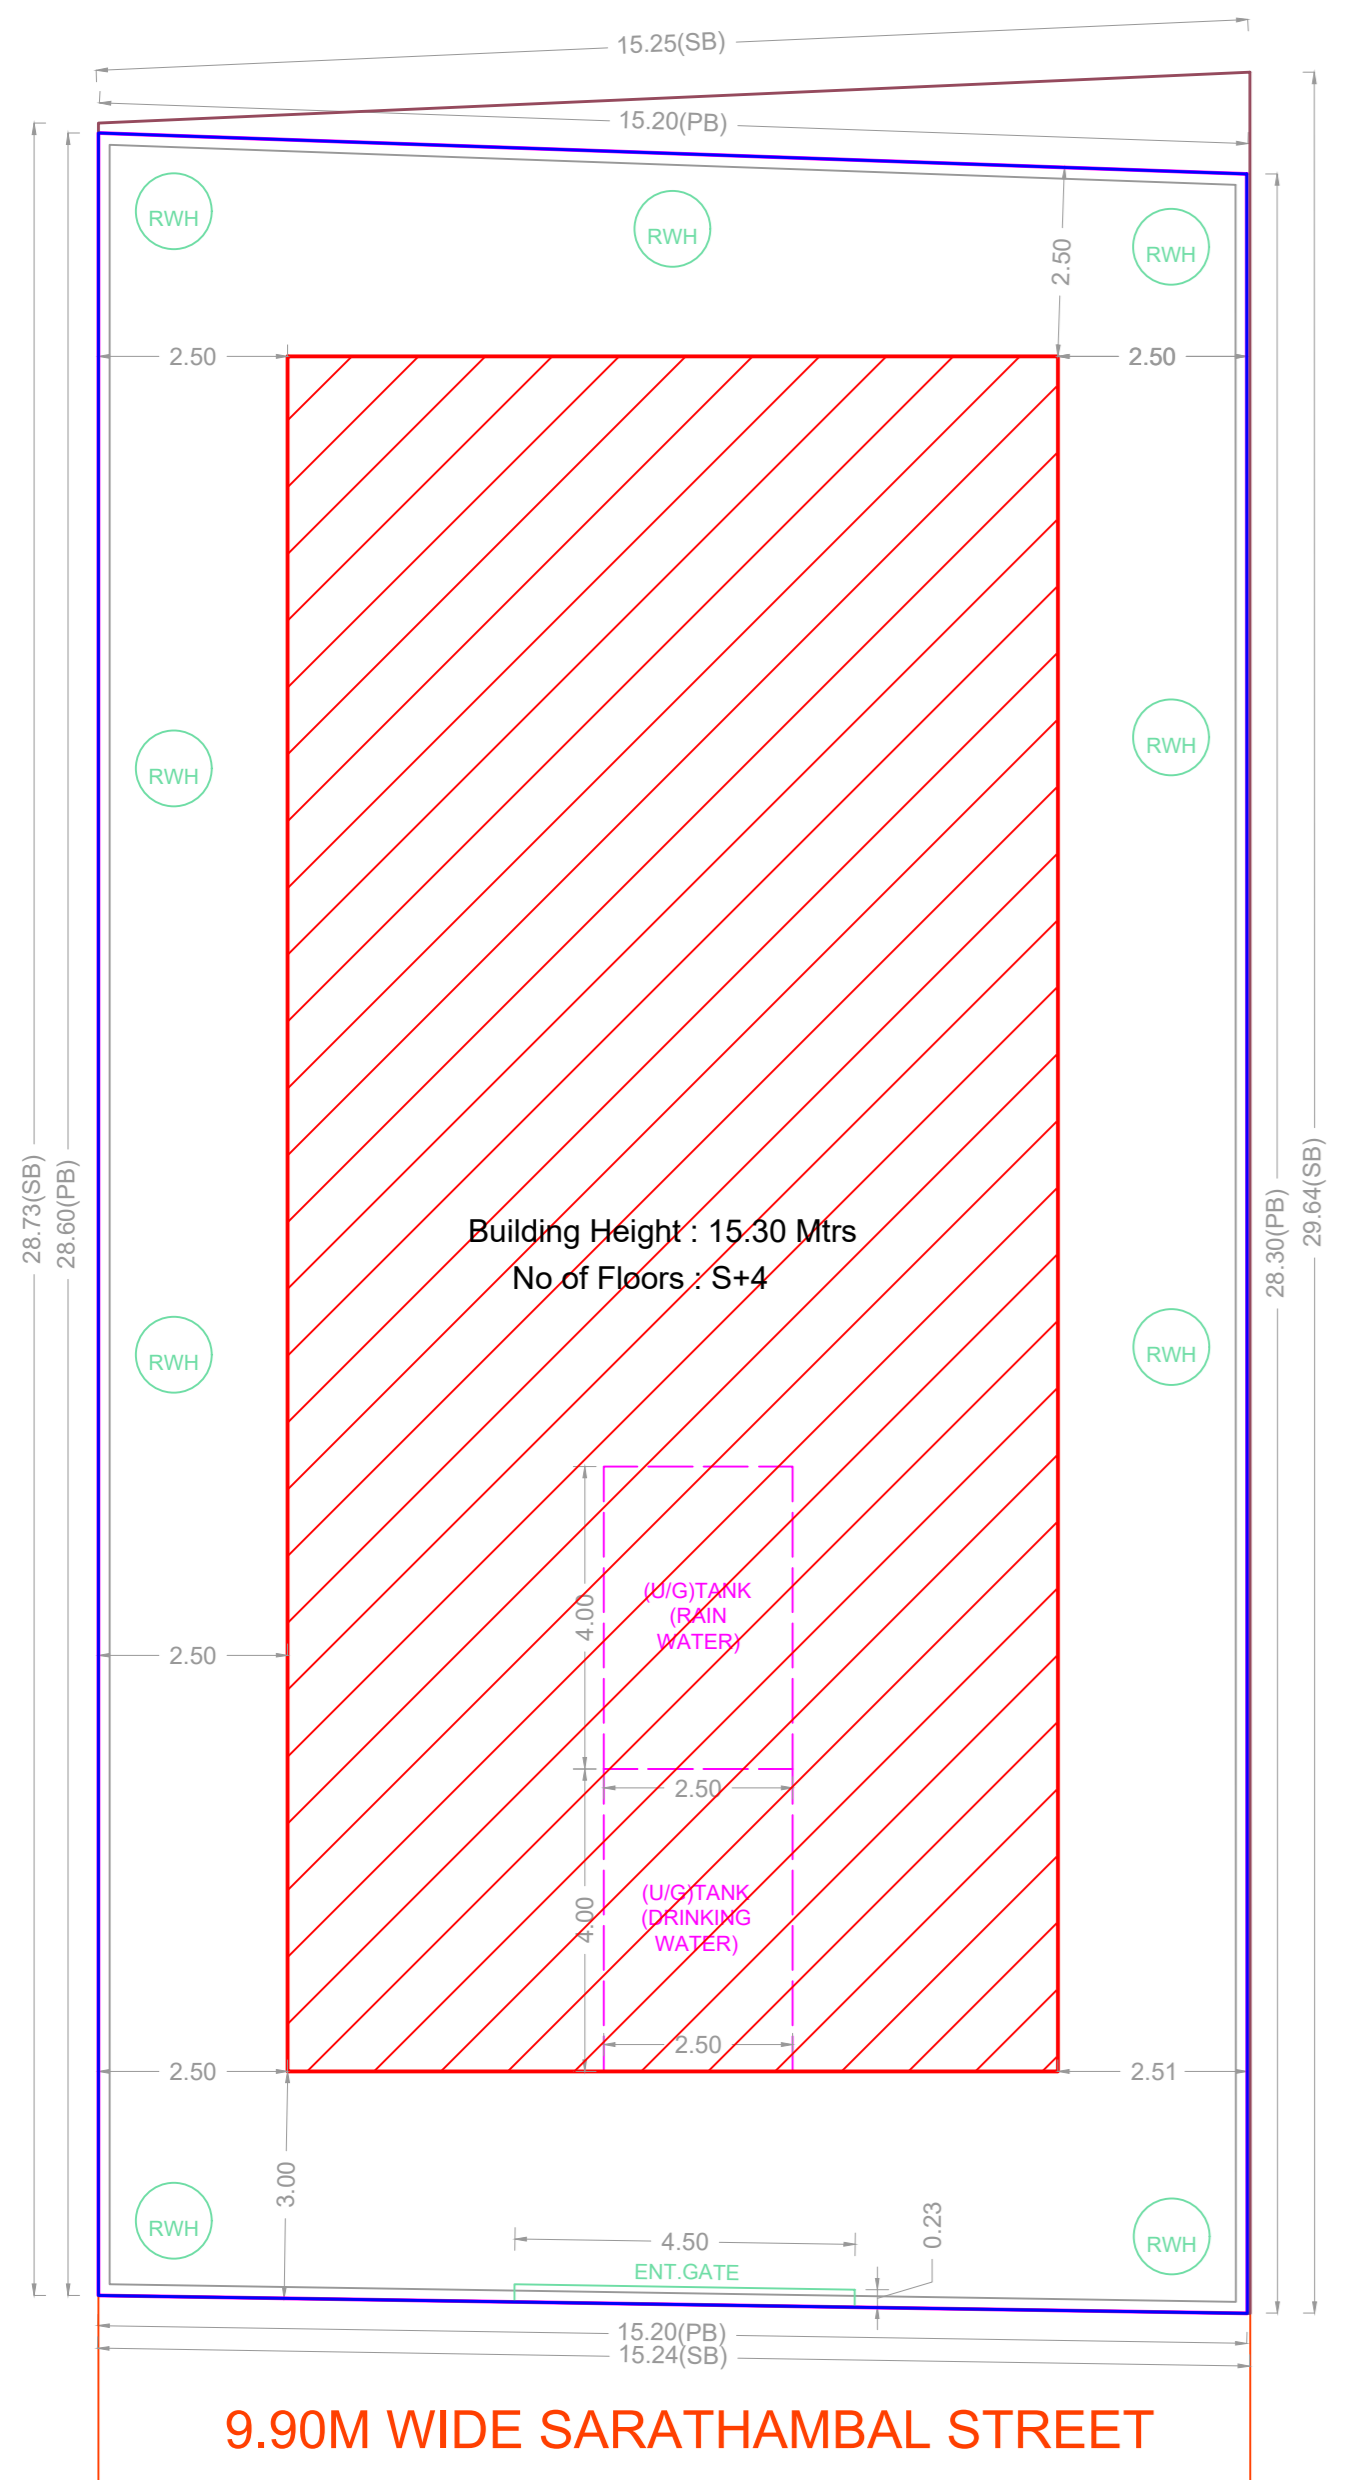 15.25(SB)
15.20(PB)
RWH
RWH
RWH
2.50
2.50
2.50
RWH
RWH
28.73(SB)
28.60(PB)
28.30(PB)
29.64(SB)
Building Height : 15.30 Mtrs
No of Floors : S+4
RWH
RWH
4.00
(U/G)TANK
(RAIN
WATER)
2.50
2.50
4.00
(U/G)TANK
(DRINKING
WATER)
2.50
2.50
2.51
3.00
RWH
RWH
4.50
0.23
ENT.GATE
15.20(PB)
15.24(SB)
9.90M WIDE SARATHAMBAL STREET